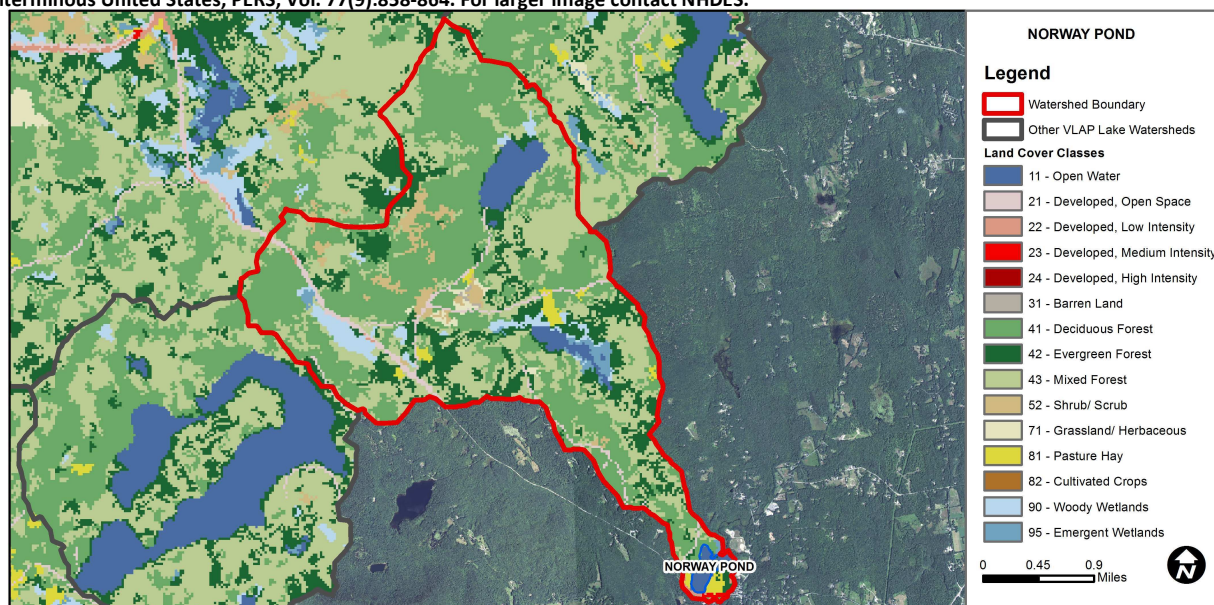 nterminous United States, PERS, Vol. 77(9):858-864. For larger image contact NHDES.
NORWAY POND
Legend
Watershed Boundary
Other VLAP Lake Watersheds
Land Cover Classes
11 - Open Water
21 - Developed, Open Space
22 - Developed, Low Intensity
23 - Developed, Medium Intensity
24 - Developed, High Intensity
31 - Barren Land
41 - Deciduous Forest
42 - Evergreen Forest
43 - Mixed Forest
52 - Shrub/ Scrub
71 - Grassland/ Herbaceous
81 - Pasture Hay
82 - Cultivated Crops
90 - Woody Wetlands
95 - Emergent Wetlands
0 0.45 0.9
Miles
N
NORWAY POND